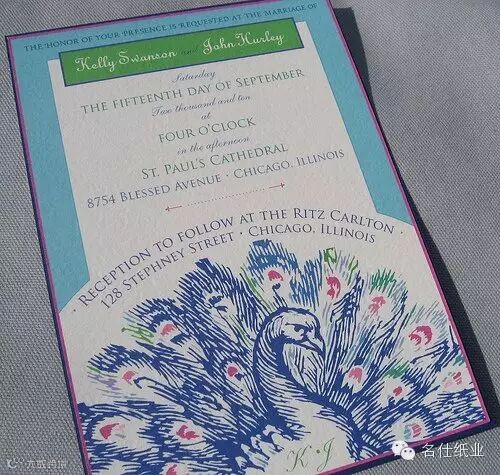 THE HONOR OF YOUR PRESENCE IS REQUESTED AT THE MARRIAGE OF
Kelly Swanson and John Hurley
Saturday
THE FIFTEENTH DAY OF SEPTEMBER
Two thousand and ten
at
FOUR O'CLOCK
in the afternoon
ST. PAUL'S CATHEDRAL
8754 BLESSED AVENUE · CHICAGO, ILLINOIS
· RECEPTION TO FOLLOW AT THE RITZ CARLTON ·
128 STEPHNEY STREET · CHICAGO, ILLINOIS
K · J
名仕纸业